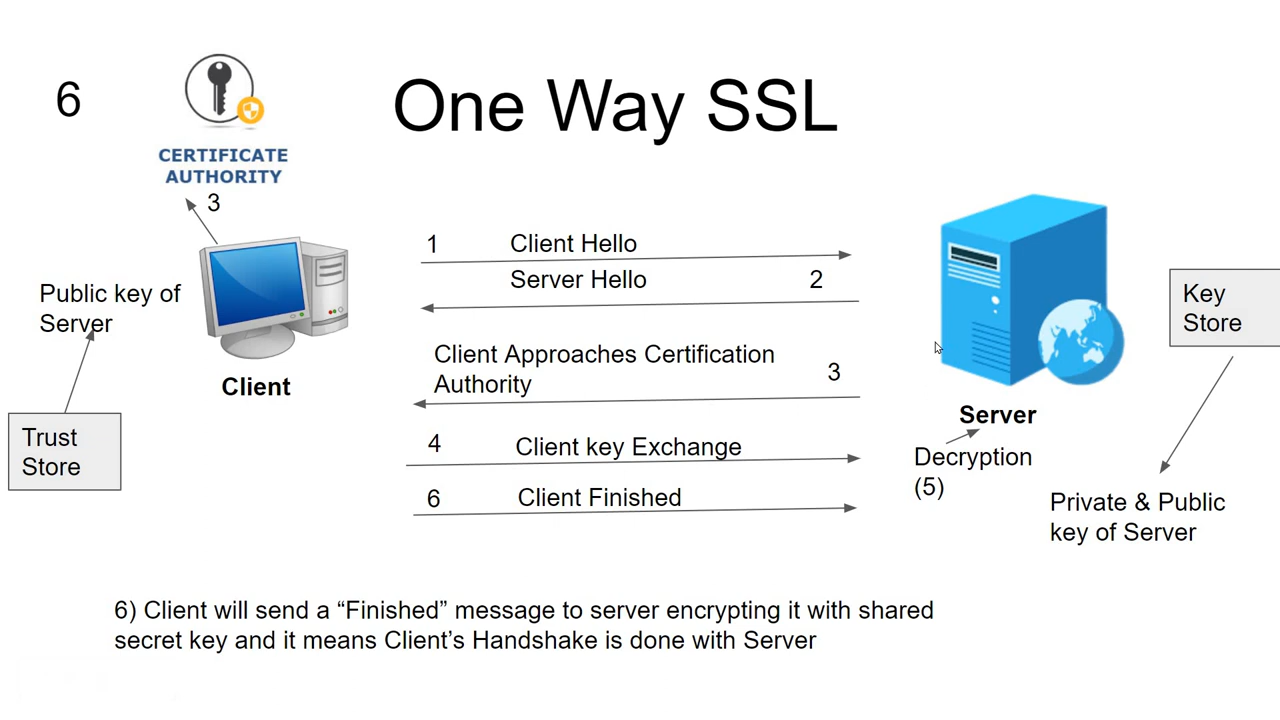 6
One Way SSL
CERTIFICATE
AUTHORITY
3
1
Client Hello
Server Hello
2
Public key of
Server
Key
Store
Client Approaches Certification
Authority
3
Client
Server
Trust
Store
4
Client key Exchange
Decryption
(5)
6
Client Finished
Private & Public
key of Server
6) Client will send a “Finished” message to server encrypting it with shared
secret key and it means Client’s Handshake is done with Server